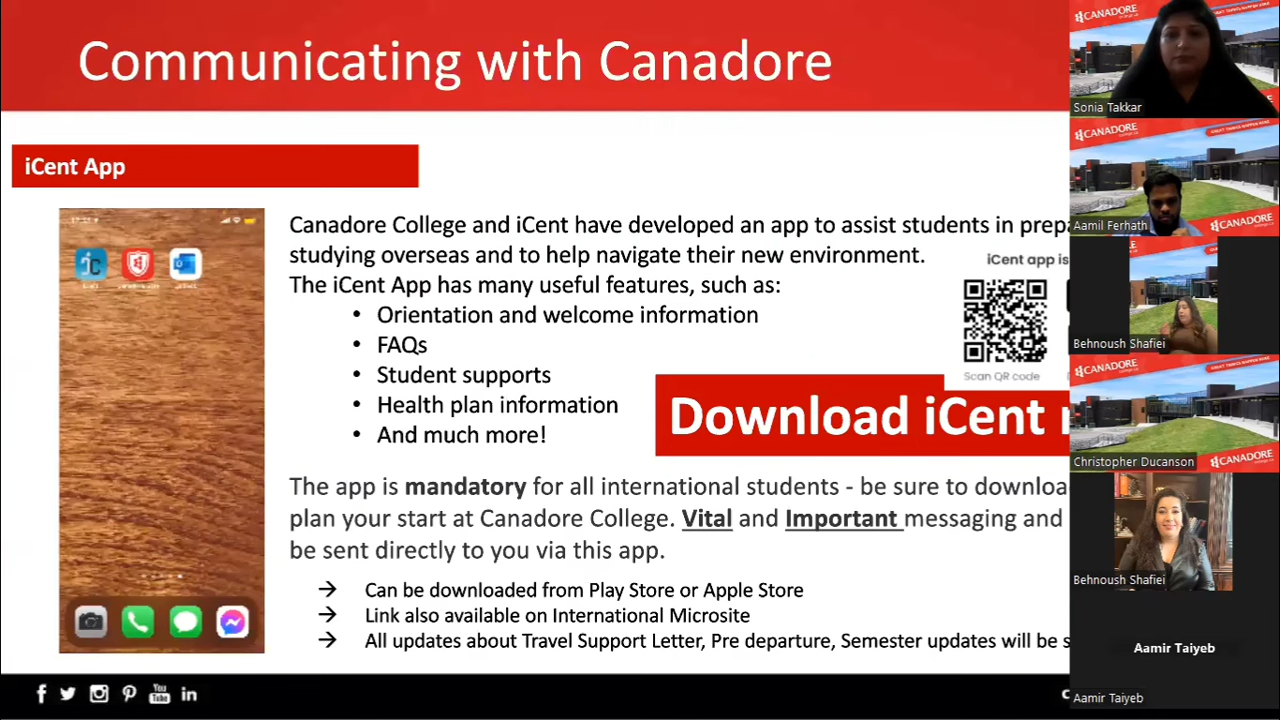 Communicating with Canadore
iCent App
Canadore College and iCent have developed an app to assist students in prepa
studying overseas and to help navigate their new environment.
The iCent App has many useful features, such as:
• Orientation and welcome information
• FAQs
• Student supports
• Health plan information
• And much more!
iCent app is
Scan QR code
Download iCent
The app is mandatory for all international students - be sure to downloa
plan your start at Canadore College. Vital and Important messaging and
be sent directly to you via this app.
→ Can be downloaded from Play Store or Apple Store
→ Link also available on International Microsite
→ All updates about Travel Support Letter, Pre departure, Semester updates will be s
CANADORE
Sonia Takkar
CANADORE
CANADORE
Aamil Ferhath
Behnoush Shafiei
CANADORE
Christopher Ducanson
CANADORE
Behnoush Shafiei
Aamir Taiyeb
Aamir Taiyeb